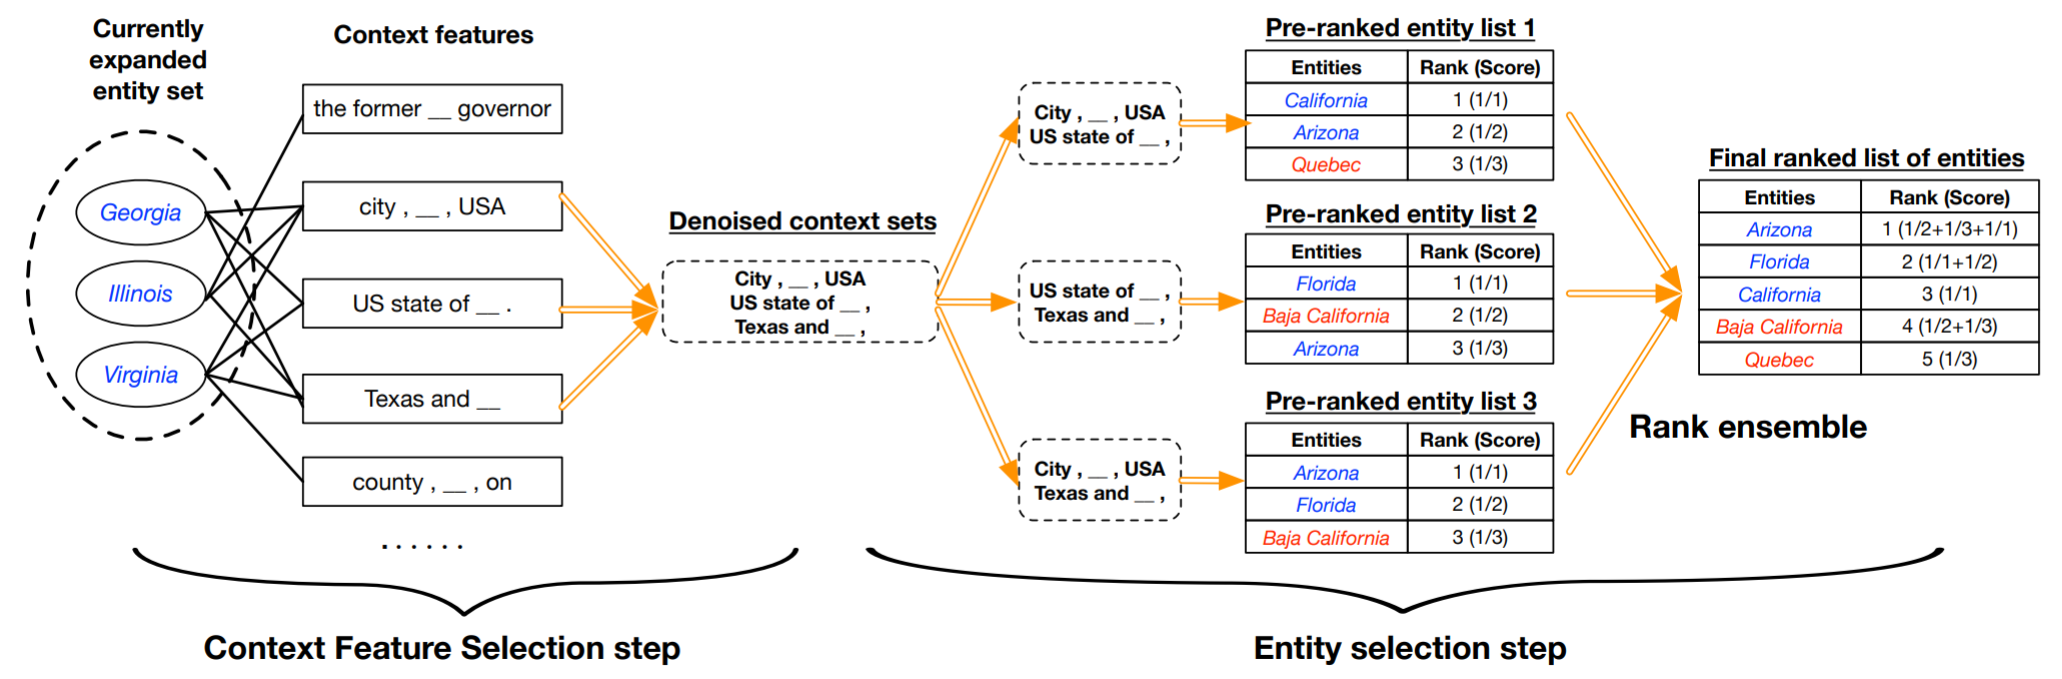 Currently
expanded
entity set
Context features
the former __ governor
city , __ , USA
US state of __ .
Texas and __
county , __ , on
. . . . . .
Georgia
Illinois
Virginia
Context Feature Selection step
Denoised context sets
City , __ , USA
US state of __ ,
Texas and __ ,
City , __ , USA
US state of __ ,
US state of __ ,
Texas and __ ,
City , __ , USA
Texas and __ ,
Pre-ranked entity list 1
Entities Rank (Score)
California 1 (1/1)
Arizona 2 (1/2)
Quebec 3 (1/3)
Pre-ranked entity list 2
Entities Rank (Score)
Florida 1 (1/1)
Baja California 2 (1/2)
Arizona 3 (1/3)
Pre-ranked entity list 3
Entities Rank (Score)
Arizona 1 (1/1)
Florida 2 (1/2)
Baja California 3 (1/3)
Final ranked list of entities
Entities Rank (Score)
Arizona 1 (1/2+1/3+1/1)
Florida 2 (1/1+1/2)
California 3 (1/1)
Baja California 4 (1/2+1/3)
Quebec 5 (1/3)
Rank ensemble
Entity selection step